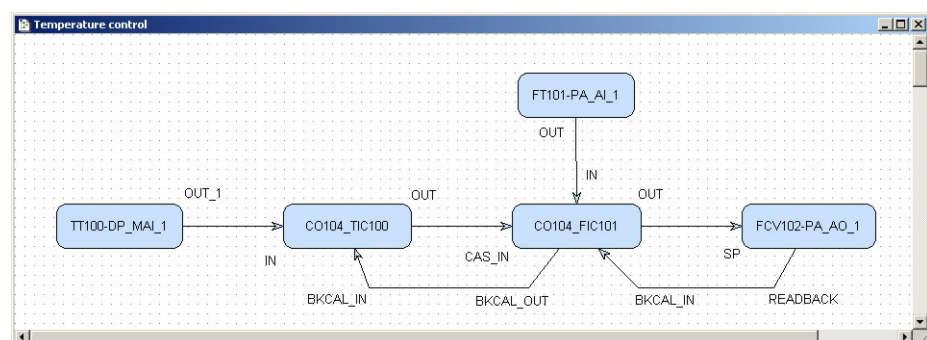 Temperature control
FT101-PA_AI_1
OUT
IN
OUT_1
OUT
OUT
TT100-DP_MAI_1
CO104_TIC100
CO104_FIC101
FCV102-PA_AO_1
IN
CAS_IN
SP
BKCAL_IN
BKCAL_OUT
BKCAL_IN
READBACK